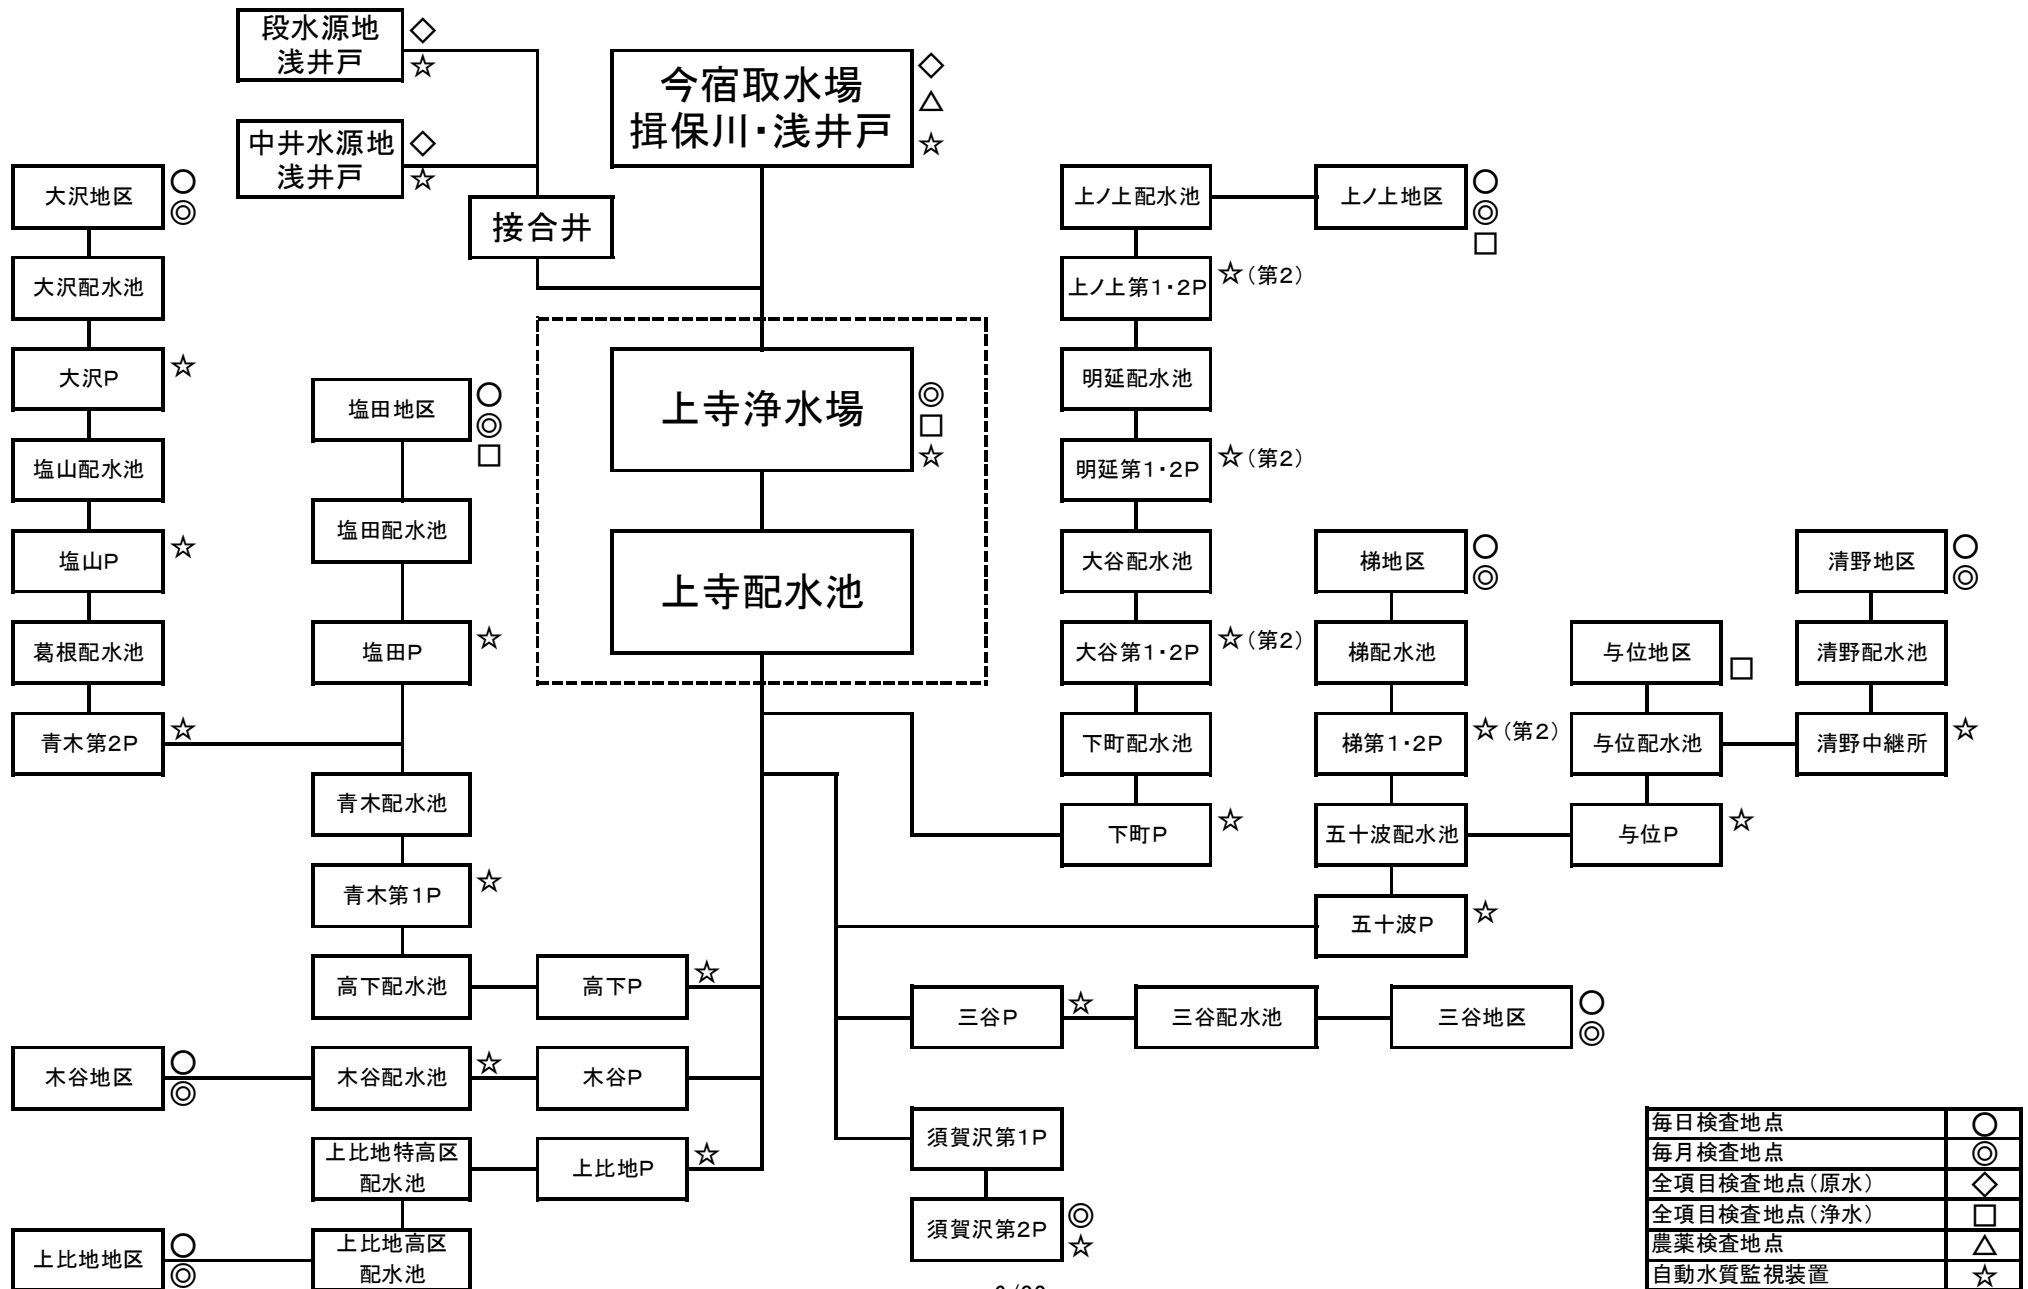 段水源地
浅井戸
◇
☆
今宿取水場
揖保川・浅井戸
◇
△
☆
中井水源地
浅井戸
◇
☆
接合井
大沢地区
○
◎
大沢配水池
大沢P
☆
塩山配水池
塩山P
☆
葛根配水池
青木第2P
☆
塩田地区
○
◎
□
塩田配水池
塩田P
☆
青木配水池
青木第1P
☆
高下配水池
高下P
☆
木谷地区
○
◎
木谷配水池
☆
木谷P
上比地特高区
配水池
上比地P
☆
上比地地区
○
◎
上比地高区
配水池
上寺浄水場
◎
□
☆
上寺配水池
上ノ上配水池
上ノ上地区
○
◎
□
上ノ上第1・2P
☆(第2)
明延配水池
明延第1・2P
☆(第2)
大谷配水池
大谷第1・2P
☆(第2)
下町配水池
下町P
☆
梯地区
○
◎
梯配水池
梯第1・2P
☆(第2)
五十波配水池
五十波P
☆
与位地区
□
与位配水池
与位P
☆
清野地区
○
◎
清野配水池
清野中継所
☆
三谷P
☆
三谷配水池
三谷地区
○
◎
須賀沢第1P
須賀沢第2P
◎
☆
毎日検査地点 ○
毎月検査地点 ◎
全項目検査地点(原水) ◇
全項目検査地点(浄水) □
農薬検査地点 △
自動水質監視装置 ☆